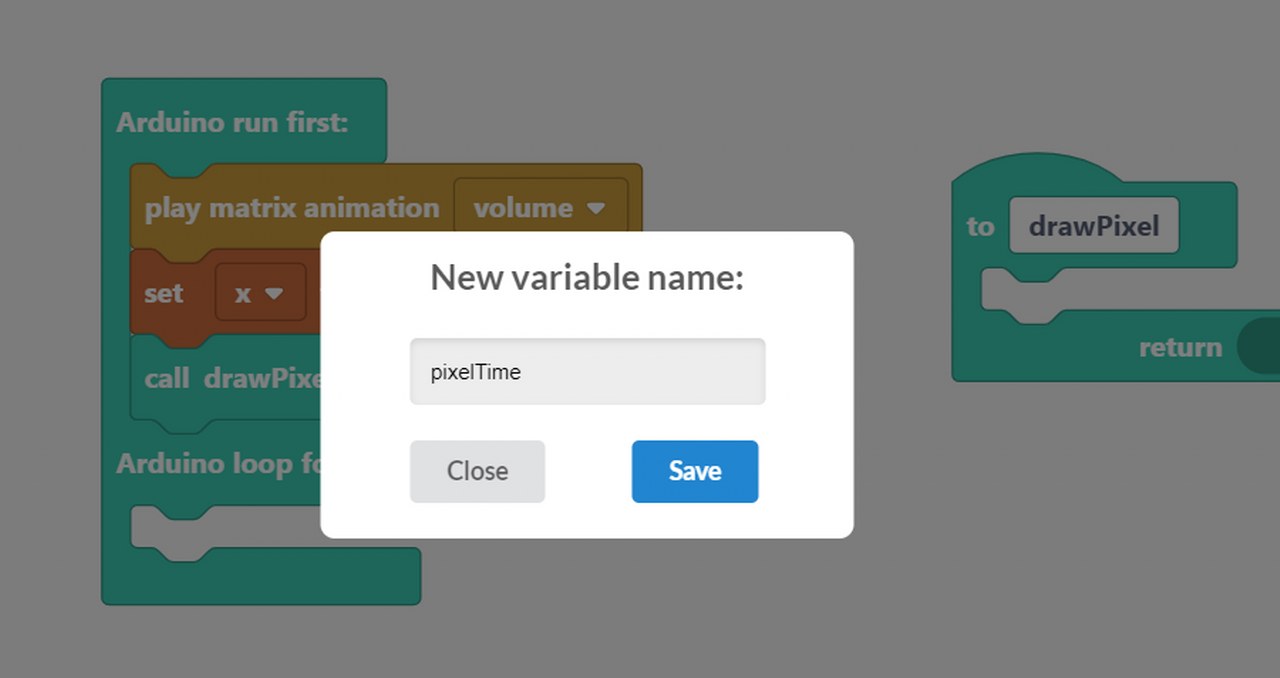 Arduino run first:
play matrix animation volume
set x
call drawPixe
Arduino loop fo
New variable name:
pixelTime
Close Save
to drawPixel
return